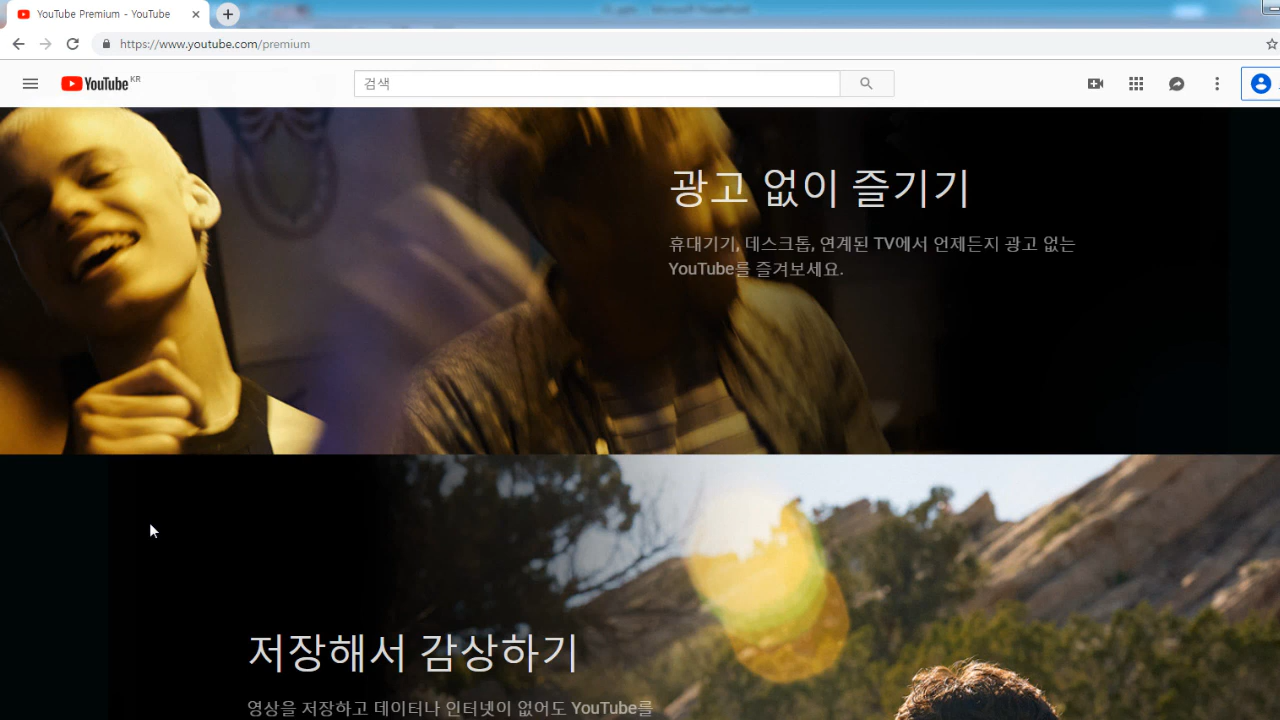 YouTube Premium - YouTube
https://www.youtube.com/premium
YouTube KR
검색
광고 없이 즐기기
휴대기기, 데스크톱, 연계된 TV에서 언제든지 광고 없는
YouTube를 즐겨보세요.
저장해서 감상하기
영상을 저장하고 데이터나 인터넷이 없어도 YouTube를